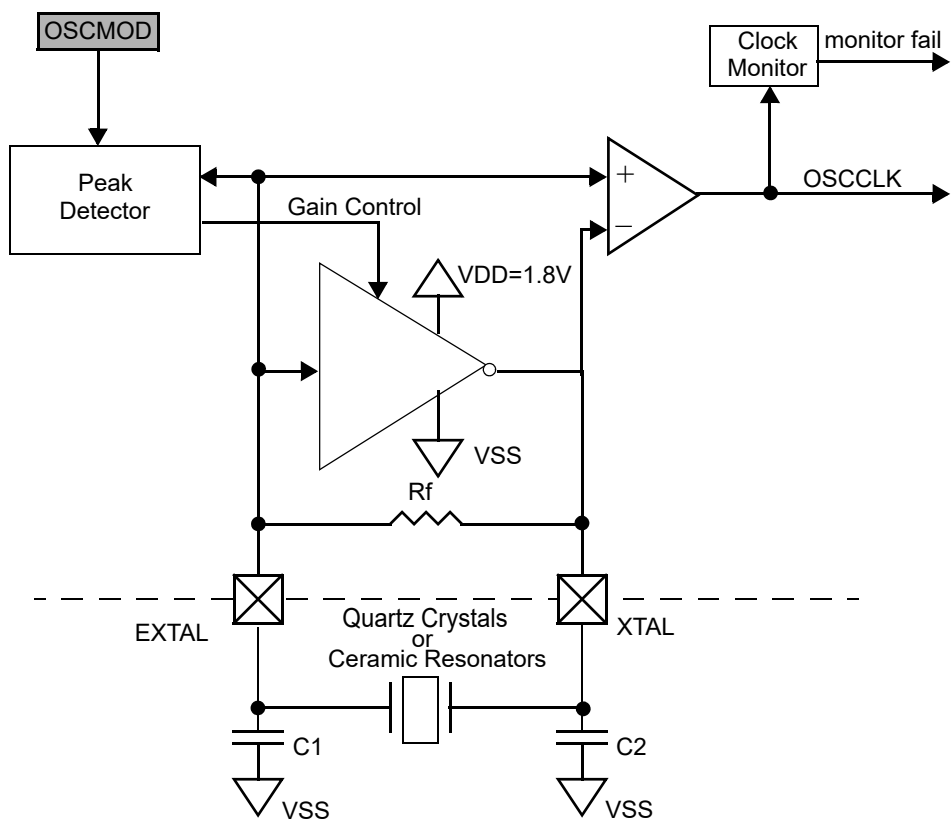 OSCMOD
Clock
Monitor
monitor fail
Peak
Detector
+
OSCCLK
Gain Control
−
VDD=1.8V
VSS
Rf
EXTAL
Quartz Crystals
or
Ceramic Resonators
XTAL
C1
C2
VSS
VSS